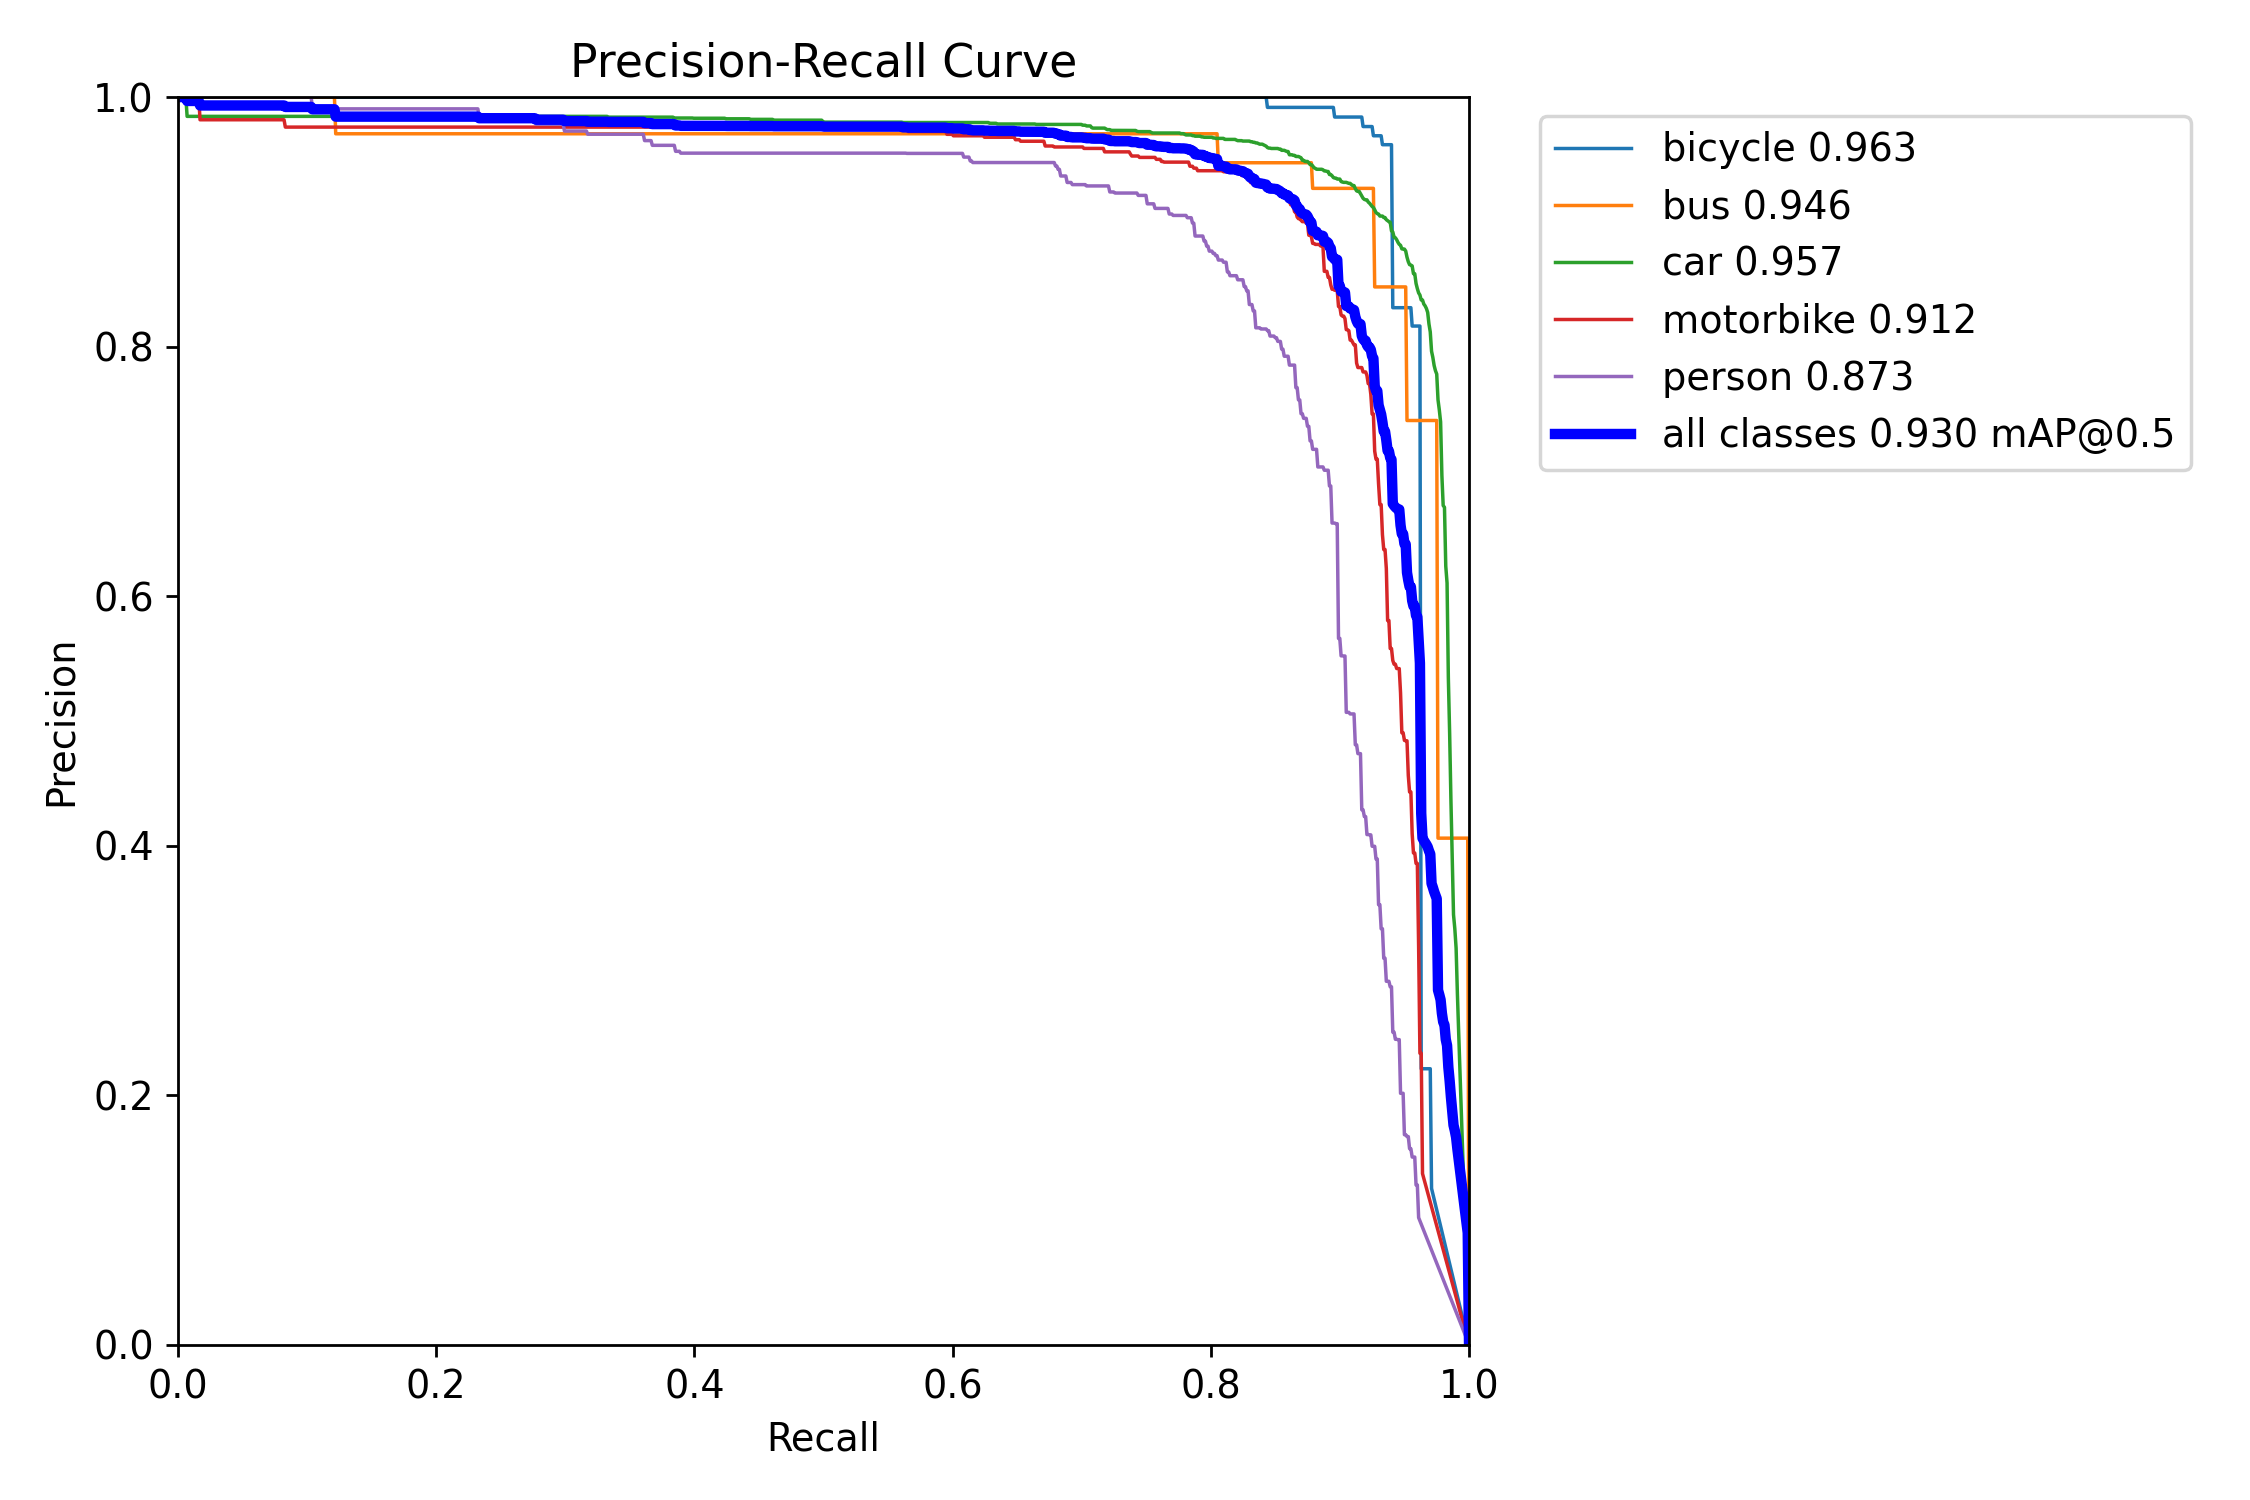 Precision-Recall Curve
1.0
0.8
0.6
0.4
0.2
0.0
Precision
0.0 0.2 0.4 0.6 0.8 1.0
Recall
bicycle 0.963
bus 0.946
car 0.957
motorbike 0.912
person 0.873
all classes 0.930 mAP@0.5